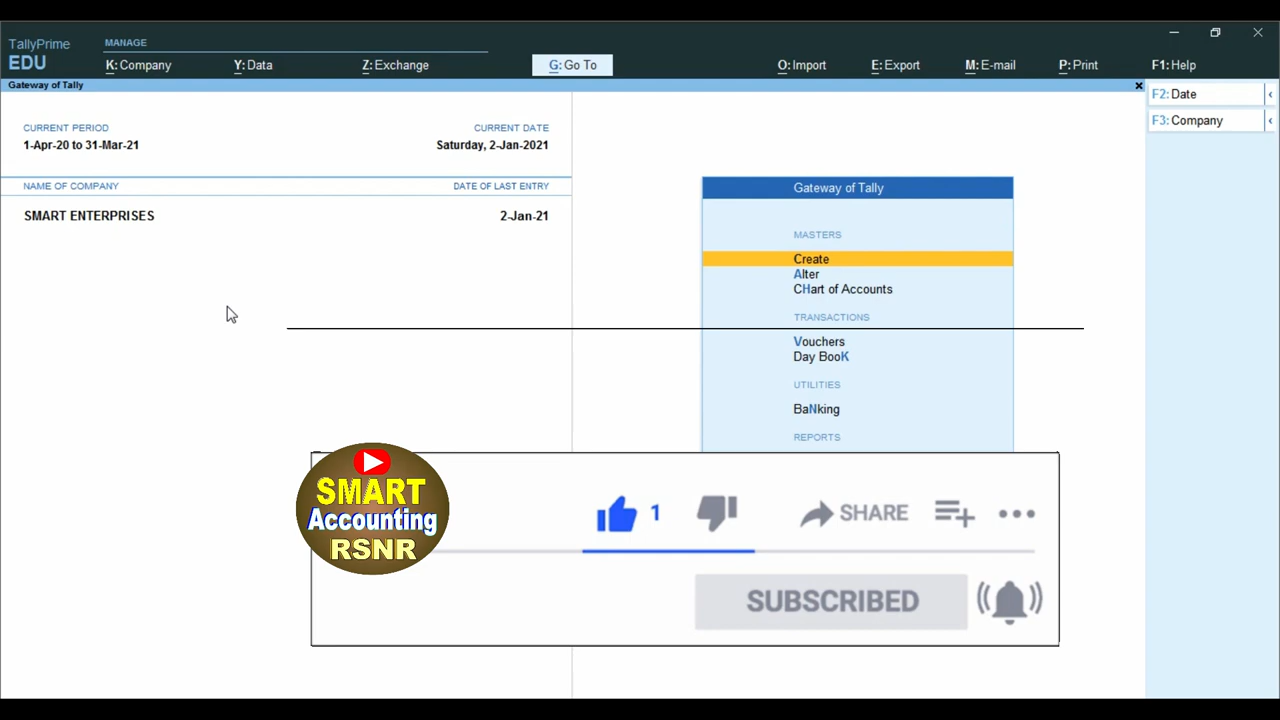 TallyPrime
EDU
MANAGE
K: Company
Y: Data
Z: Exchange
G: Go To
O: Import
E: Export
M: E-mail
P: Print
F1: Help
Gateway of Tally
F2: Date
F3: Company
CURRENT PERIOD
CURRENT DATE
1-Apr-20 to 31-Mar-21
Saturday, 2-Jan-2021
NAME OF COMPANY
DATE OF LAST ENTRY
SMART ENTERPRISES
2-Jan-21
Gateway of Tally
MASTERS
Create
Alter
CHart of Accounts
TRANSACTIONS
Vouchers
Day BooK
UTILITIES
BaNking
REPORTS
SMART
Accounting
RSNR
1
SHARE
SUBSCRIBED